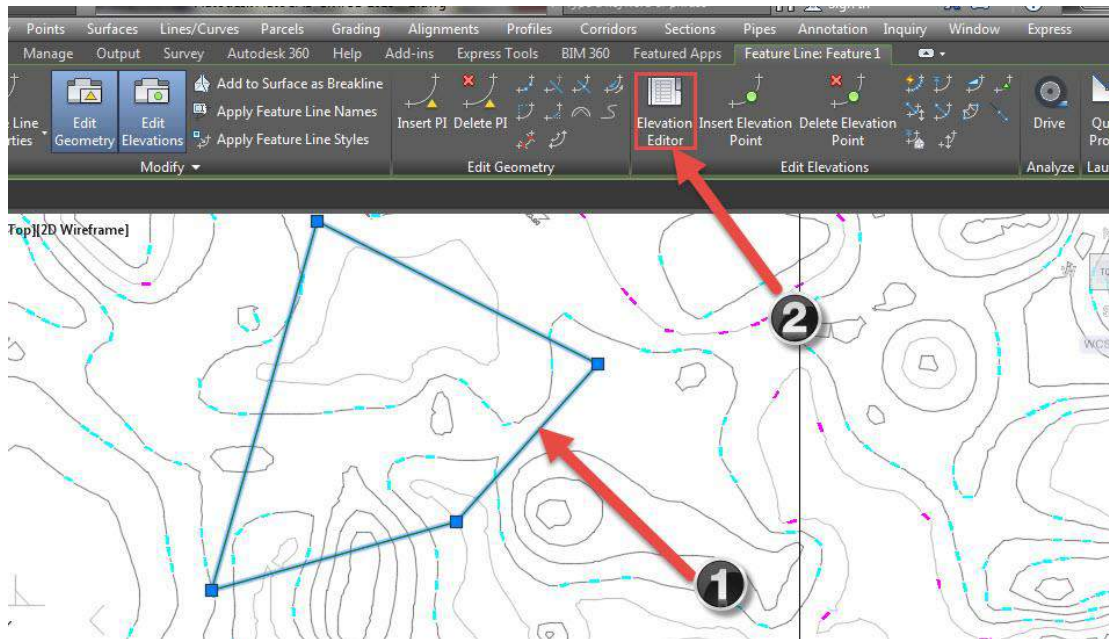 Points Surfaces Lines/Curves Parcels Grading Alignments Profiles Corridors Sections Pipes Annotation Inquiry Window Express
Manage Output Survey Autodesk 360 Help Add-ins Express Tools BIM 360 Featured Apps Feature Line: Feature 1
Add to Surface as Breakline
Apply Feature Line Names
Apply Feature Line Styles
Line
Edit
Geometry
Edit
Elevations
Modify
Insert PI Delete PI
Edit Geometry
Elevation
Editor
Insert Elevation
Point
Delete Elevation
Point
Edit Elevations
Drive
Analyze
Top][2D Wireframe]
WCS
2
1